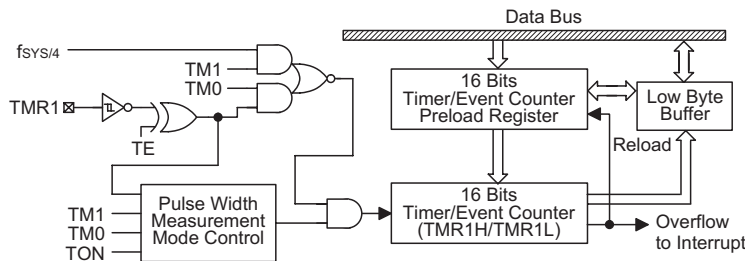 Data Bus
fSYS/4
TM1
TM0
TMR1
TE
16 Bits
Timer/Event Counter
Preload Register
Low Byte
Buffer
Reload
TM1
TM0
TON
Pulse Width
Measurement
Mode Control
16 Bits
Timer/Event Counter
(TMR1H/TMR1L)
Overflow
to Interrupt